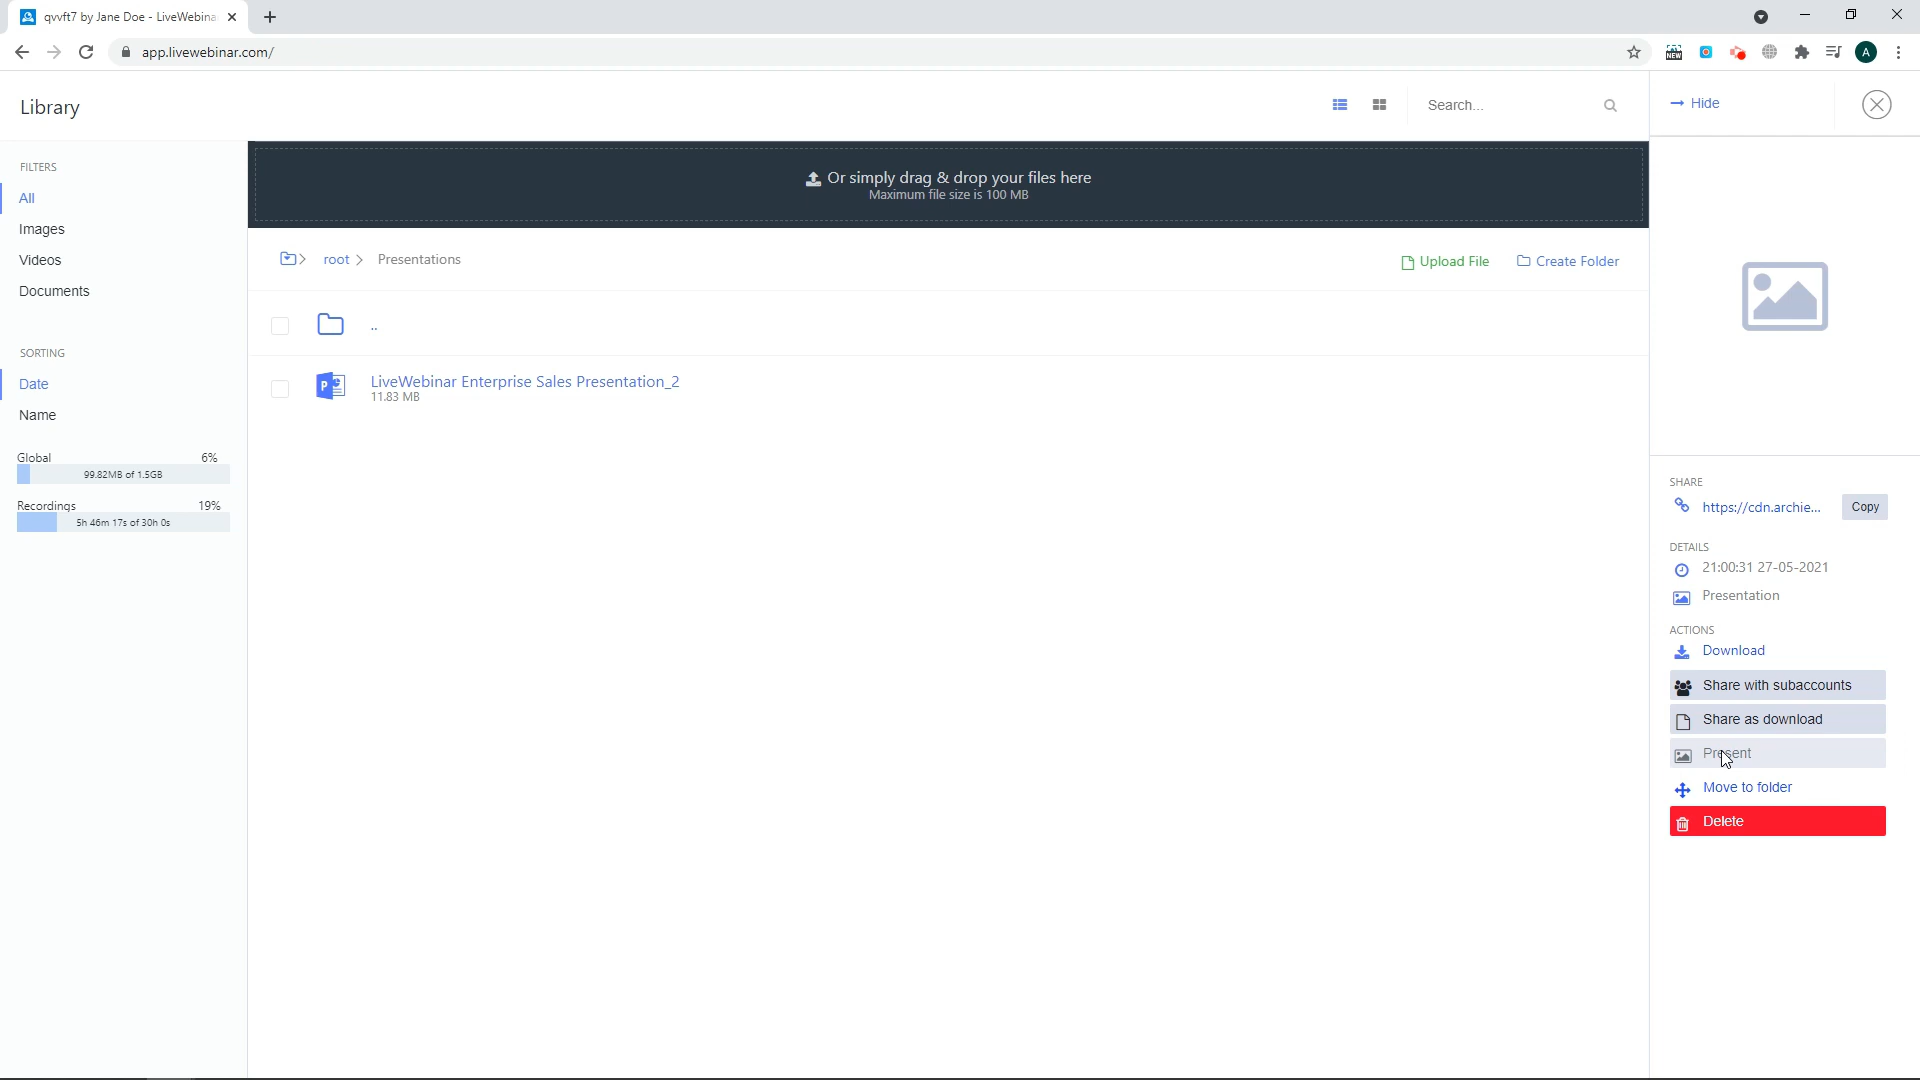 qvvft7 by Jane Doe - LiveWebina
app.livewebinar.com/
NEW
A
Library
Search...
Hide
FILTERS
All
Images
Videos
Documents
SORTING
Date
Name
Global 6%
99.82MB of 1.5GB
Recordings 19%
5h 46m 17s of 30h 0s
Or simply drag & drop your files here
Maximum file size is 100 MB
root
Presentations
Upload File
Create Folder
..
P
LiveWebinar Enterprise Sales Presentation_2
11.83 MB
SHARE
https://cdn.archie...
Copy
DETAILS
21:00:31 27-05-2021
Presentation
ACTIONS
Download
Share with subaccounts
Share as download
Present
Move to folder
Delete